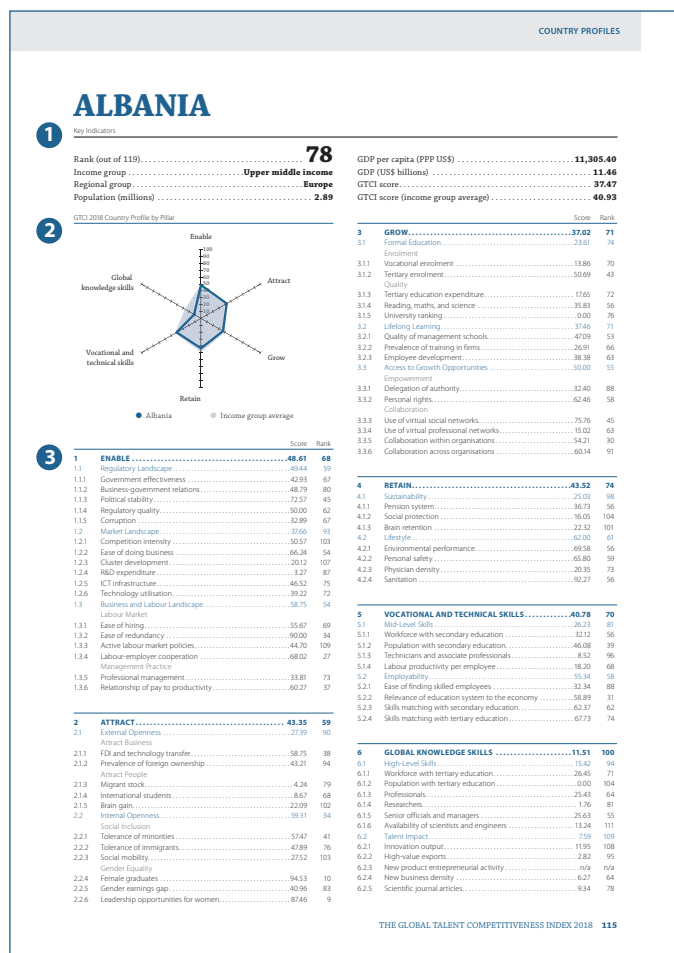 COUNTRY PROFILES
ALBANIA
1
Key Indicators
Rank (out of 119) 78
Income group Upper middle income
Regional group Europe
Population (millions) 2.89
GDP per capita (PPP US$) 11,305.40
GDP (US$ billions) 11.46
GTCI score 37.47
GTCI score (income group average) 40.93
2
GTCI 2018 Country Profile by Pillar
Enable
100
90
80
70
60
50
40
30
20
10
Attract
Grow
Retain
Vocational and
technical skills
Global
knowledge skills
Albania
Income group average
3
Score Rank
1 ENABLE 48.61 68
1.1 Regulatory Landscape 49.44 59
1.1.1 Government effectiveness 42.93 67
1.1.2 Business-government relations 48.79 80
1.1.3 Political stability 72.57 45
1.1.4 Regulatory quality 50.00 62
1.1.5 Corruption 32.89 67
1.2 Market Landscape 37.66 93
1.2.1 Competition intensity 50.57 103
1.2.2 Ease of doing business 66.24 54
1.2.3 Cluster development 20.12 107
1.2.4 R&D expenditure 3.27 87
1.2.5 ICT infrastructure 46.52 75
1.2.6 Technology utilisation 39.22 72
1.3 Business and Labour Landscape 58.75 54
Labour Market
1.3.1 Ease of hiring 55.67 69
1.3.2 Ease of redundancy 90.00 34
1.3.3 Active labour market policies 44.70 109
1.3.4 Labour-employer cooperation 68.02 27
Management Practice
1.3.5 Professional management 33.81 73
1.3.6 Relationship of pay to productivity 60.27 37
2 ATTRACT 43.35 59
2.1 External Openness 27.39 90
Attract Business
2.1.1 FDI and technology transfer 58.75 38
2.1.2 Prevalence of foreign ownership 43.21 94
Attract People
2.1.3 Migrant stock 4.24 79
2.1.4 International students 8.67 68
2.1.5 Brain gain 22.09 102
2.2 Internal Openness 59.31 34
Social Inclusion
2.2.1 Tolerance of minorities 57.47 41
2.2.2 Tolerance of immigrants 47.89 76
2.2.3 Social mobility 27.52 103
Gender Equality
2.2.4 Female graduates 94.53 10
2.2.5 Gender earnings gap 40.96 83
2.2.6 Leadership opportunities for women 87.46 9
Score Rank
3 GROW 37.02 71
3.1 Formal Education 23.61 74
Enrolment
3.1.1 Vocational enrolment 13.86 70
3.1.2 Tertiary enrolment 50.69 43
Quality
3.1.3 Tertiary education expenditure 17.65 72
3.1.4 Reading, maths, and science 35.83 56
3.1.5 University ranking 0.00 76
3.2 Lifelong Learning 37.46 71
3.2.1 Quality of management schools 47.09 53
3.2.2 Prevalence of training in firms 26.91 66
3.2.3 Employee development 38.38 63
3.3 Access to Growth Opportunities 50.00 55
Empowerment
3.3.1 Delegation of authority 32.40 88
3.3.2 Personal rights 62.46 58
Collaboration
3.3.3 Use of virtual social networks 75.76 45
3.3.4 Use of virtual professional networks 15.02 63
3.3.5 Collaboration within organisations 54.21 30
3.3.6 Collaboration across organisations 60.14 91
4 RETAIN 43.52 74
4.1 Sustainability 25.03 98
4.1.1 Pension system 36.73 56
4.1.2 Social protection 16.05 104
4.1.3 Brain retention 22.32 101
4.2 Lifestyle 62.00 61
4.2.1 Environmental performance 69.58 56
4.2.2 Personal safety 65.80 59
4.2.3 Physician density 20.35 73
4.2.4 Sanitation 92.27 56
5 VOCATIONAL AND TECHNICAL SKILLS 40.78 70
5.1 Mid-Level Skills 26.23 81
5.1.1 Workforce with secondary education 32.12 56
5.1.2 Population with secondary education 46.08 39
5.1.3 Technicians and associate professionals 8.52 96
5.1.4 Labour productivity per employee 18.20 68
5.2 Employability 55.34 58
5.2.1 Ease of finding skilled employees 32.34 88
5.2.2 Relevance of education system to the economy 58.89 31
5.2.3 Skills matching with secondary education 62.37 62
5.2.4 Skills matching with tertiary education 67.73 74
6 GLOBAL KNOWLEDGE SKILLS 11.51 100
6.1 High-Level Skills 15.42 94
6.1.1 Workforce with tertiary education 26.45 71
6.1.2 Population with tertiary education 0.00 104
6.1.3 Professionals 25.43 64
6.1.4 Researchers 1.76 81
6.1.5 Senior officials and managers 25.63 55
6.1.6 Availability of scientists and engineers 13.24 111
6.2 Talent Impact 7.59 109
6.2.1 Innovation output 11.95 108
6.2.2 High-value exports 2.82 95
6.2.3 New product entrepreneurial activity n/a n/a
6.2.4 New business density 6.27 64
6.2.5 Scientific journal articles 9.34 78
THE GLOBAL TALENT COMPETITIVENESS INDEX 2018 115